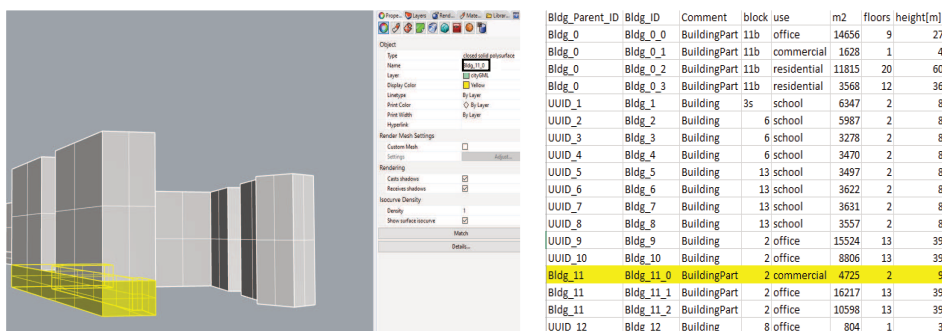 Prope... Layers Rend... Mate... Librar...
Object
Type closed solid polysurface
Name Bldg_11_0
Layer cityGML
Display Color Yellow
Linetype By Layer
Print Color By Layer
Print Width By Layer
Hyperlink
Render Mesh Settings
Custom Mesh
Settings Adjust...
Rendering
Casts shadows
Receives shadows
Isocurve Density
Density 1
Show surface isocurve
Match
Details...
Bldg_Parent_ID Bldg_ID Comment block use m2 floors height[m]
Bldg_0 Bldg_0_0 BuildingPart 11b office 14656 9 27
Bldg_0 Bldg_0_1 BuildingPart 11b commercial 1628 1 4
Bldg_0 Bldg_0_2 BuildingPart 11b residential 11815 20 60
Bldg_0 Bldg_0_3 BuildingPart 11b residential 3568 12 36
UUID_1 Bldg_1 Building 3s school 6347 2 8
UUID_2 Bldg_2 Building 6 school 5987 2 8
UUID_3 Bldg_3 Building 6 school 3278 2 8
UUID_4 Bldg_4 Building 6 school 3470 2 8
UUID_5 Bldg_5 Building 13 school 3497 2 8
UUID_6 Bldg_6 Building 13 school 3622 2 8
UUID_7 Bldg_7 Building 13 school 3631 2 8
UUID_8 Bldg_8 Building 13 school 3557 2 8
UUID_9 Bldg_9 Building 2 office 15524 13 39
UUID_10 Bldg_10 Building 2 office 8806 13 39
Bldg_11 Bldg_11_0 BuildingPart 2 commercial 4725 2 9
Bldg_11 Bldg_11_1 BuildingPart 2 office 16217 13 39
Bldg_11 Bldg_11_2 BuildingPart 2 office 10598 13 39
UUID_12 Bldg_12 Building 8 office 804 1 3